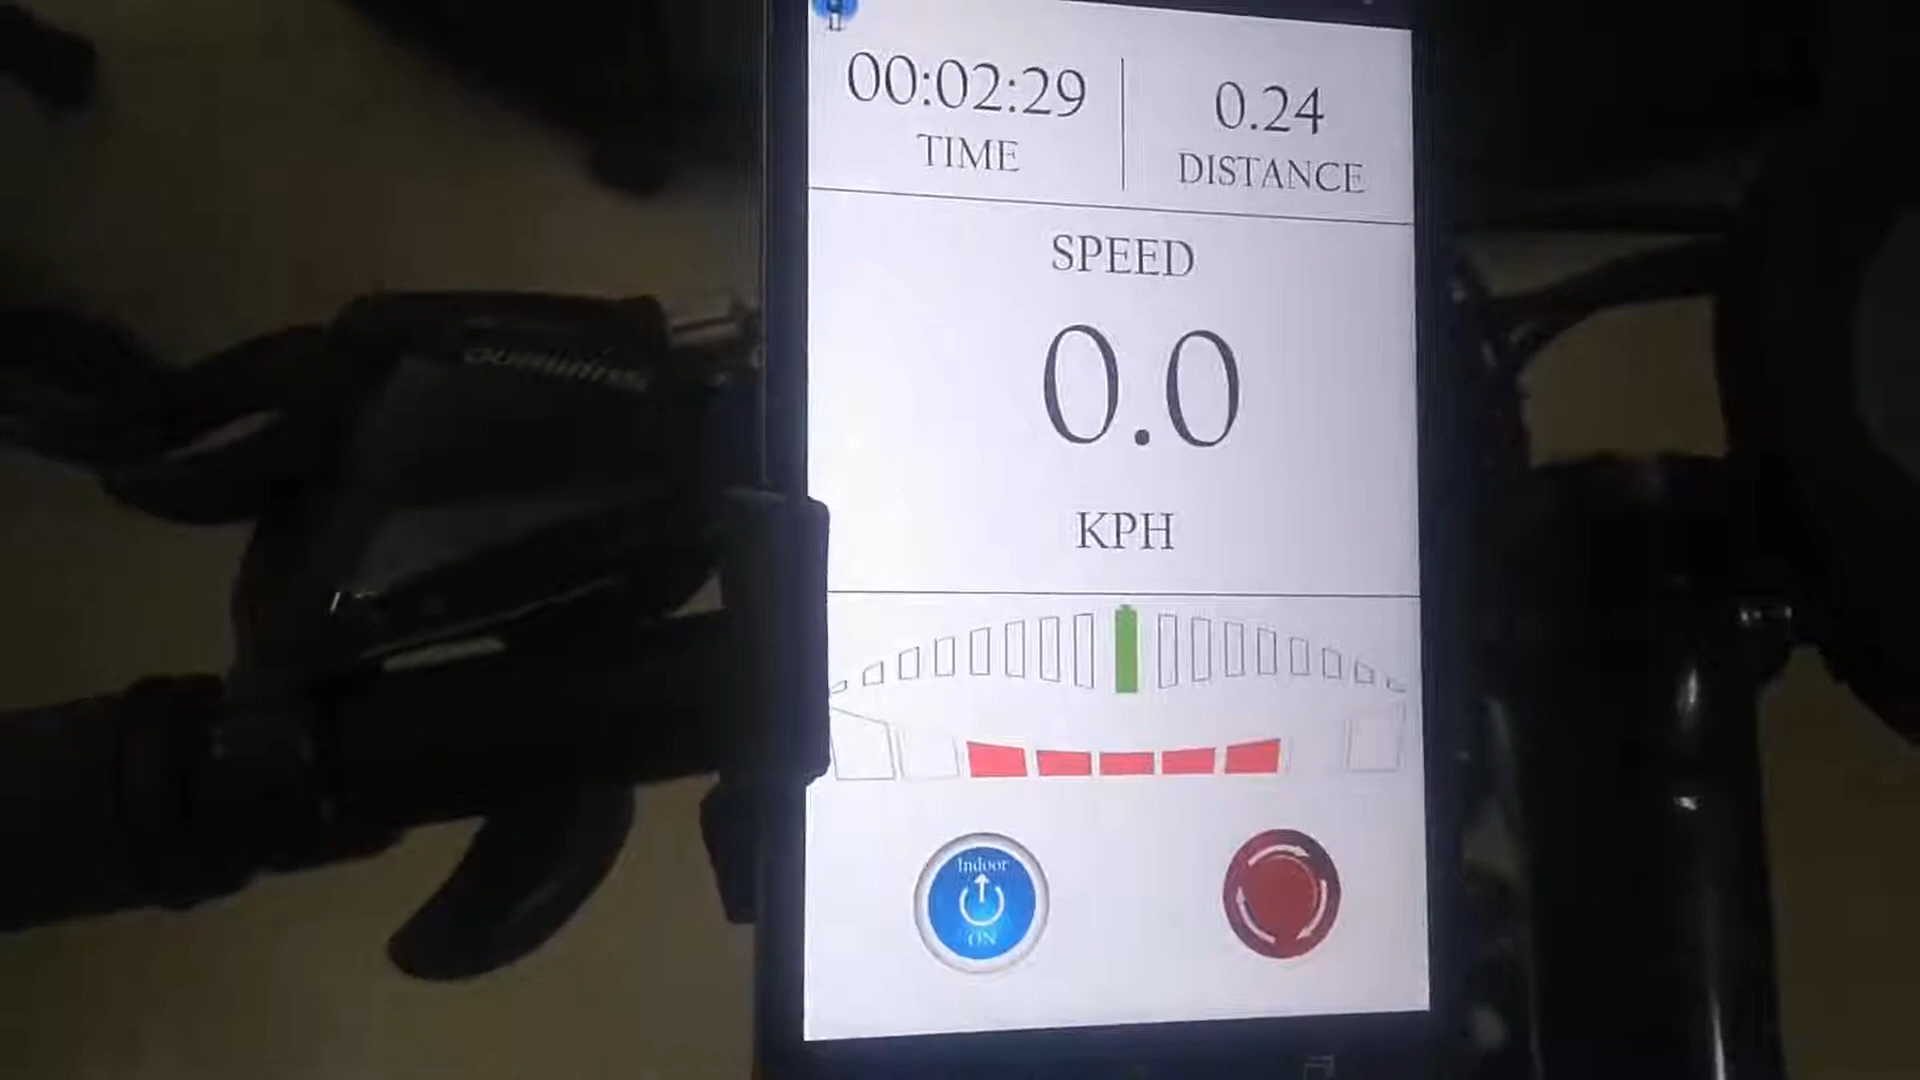 00:02:29
TIME
0.24
DISTANCE
SPEED
0.0
KPH
Indoor
ON